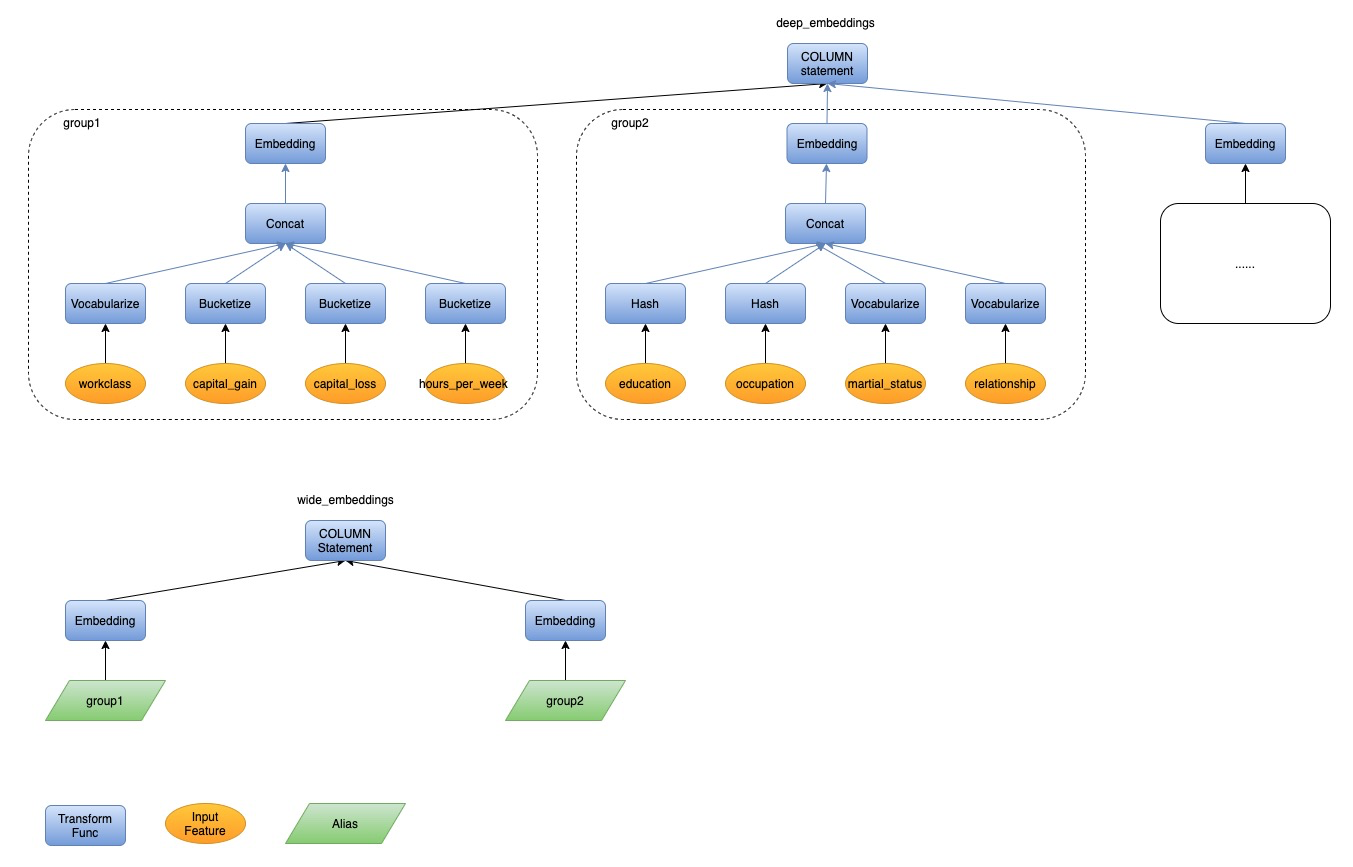 deep_embeddings
COLUMN
statement
group1
group2
Embedding
Embedding
Embedding
Concat
Concat
......
Vocabularize
Bucketize
Bucketize
Bucketize
Hash
Hash
Vocabularize
Vocabularize
workclass
capital_gain
capital_loss
hours_per_week
education
occupation
martial_status
relationship
wide_embeddings
COLUMN
Statement
Embedding
Embedding
group1
group2
Transform
Func
Input
Feature
Alias